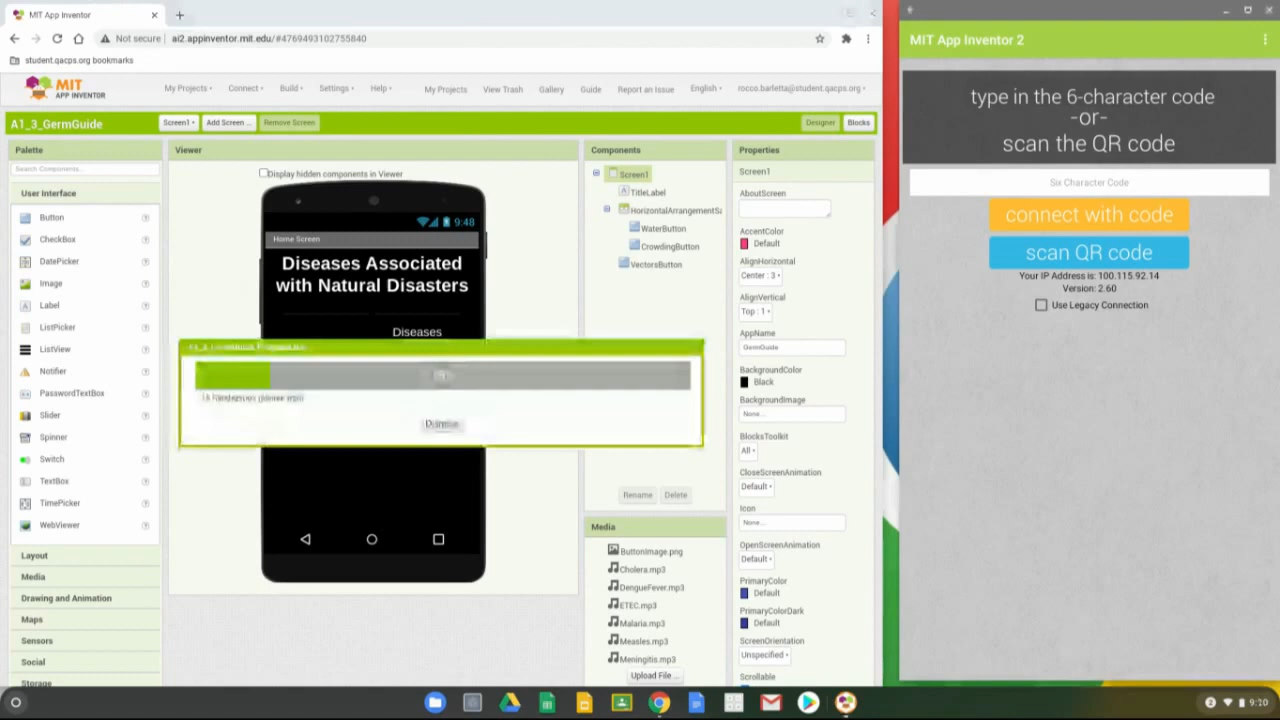 MIT App Inventor
Not secure
ai2.appinventor.mit.edu/#4769493102755840
student.qacps.org bookmarks
MIT
APP INVENTOR
My Projects
Connect
Build
Settings
Help
My Projects
View Trash
Gallery
Guide
Report an Issue
English
rocco.barfetta@student.qacps.org
A1_3_GermGuide
Screen1
Add Screen ...
Remove Screen
Designer
Blocks
Palette
Search Components...
User Interface
Button
CheckBox
DatePicker
Image
Label
ListPicker
ListView
Notifier
PasswordTextBox
Slider
Spinner
Switch
TextBox
TimePicker
WebViewer
Layout
Media
Drawing and Animation
Maps
Sensors
Social
Storage
Viewer
Display hidden components in Viewer
9:48
Home Screen
Diseases Associated
with Natural Disasters
Diseases
Dismiss
Components
Screen1
TitleLabel
HorizontalArrangementSa
WaterButton
CrowdingButton
VectorsButton
Rename
Delete
Media
ButtonImage.png
Cholera.mp3
DengueFever.mp3
ETEC.mp3
Malaria.mp3
Measles.mp3
Meningitis.mp3
Upload File ...
Properties
Screen1
AboutScreen
AccentColor
Default
AlignHorizontal
Center : 3
AlignVertical
Top : 1
AppName
GermGuide
BackgroundColor
Black
BackgroundImage
None...
BlocksToolkit
All
CloseScreenAnimation
Default
Icon
None...
OpenScreenAnimation
Default
PrimaryColor
Default
PrimaryColorDark
Default
ScreenOrientation
Unspecified
Scrollable
MIT App Inventor 2
type in the 6-character code
-or-
scan the QR code
Six Character Code
connect with code
scan QR code
Your IP Address is: 100.115.92.14
Version: 2.60
Use Legacy Connection
2
9:20